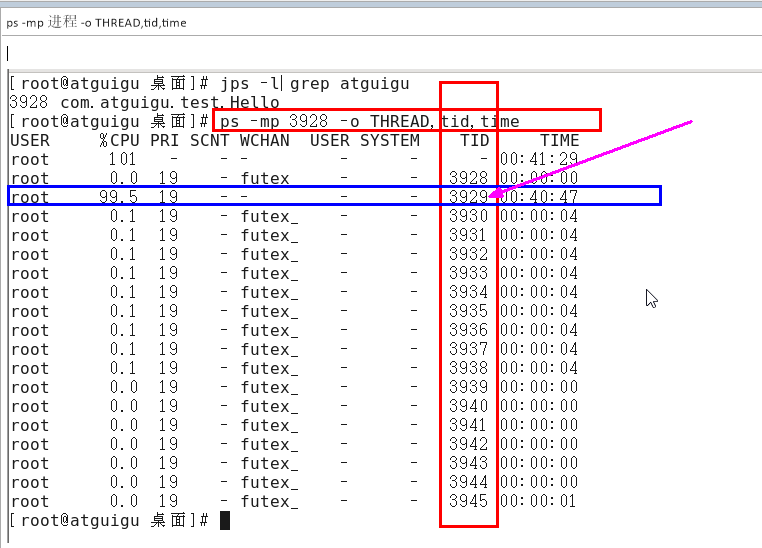 ps -mp 进程 -o THREAD,tid,time
[root@atguigu 桌面]# jps -l| grep atguigu
3928 com.atguigu.test.Hello
[root@atguigu 桌面]# ps -mp 3928 -o THREAD,tid,time
USER %CPU PRI SCNT WCHAN USER SYSTEM TID TIME
root 101 - - - - - - 00:41:29
root 0.0 19 - futex_ - - 3928 00:00:00
root 99.5 19 - - - - 3929 00:40:47
root 0.1 19 - futex_ - - 3930 00:00:04
root 0.1 19 - futex_ - - 3931 00:00:04
root 0.1 19 - futex_ - - 3932 00:00:04
root 0.1 19 - futex_ - - 3933 00:00:04
root 0.1 19 - futex_ - - 3934 00:00:04
root 0.1 19 - futex_ - - 3935 00:00:04
root 0.1 19 - futex_ - - 3936 00:00:04
root 0.1 19 - futex_ - - 3937 00:00:04
root 0.1 19 - futex_ - - 3938 00:00:04
root 0.0 19 - futex_ - - 3939 00:00:00
root 0.0 19 - futex_ - - 3940 00:00:00
root 0.0 19 - futex_ - - 3941 00:00:00
root 0.0 19 - futex_ - - 3942 00:00:00
root 0.0 19 - futex_ - - 3943 00:00:00
root 0.0 19 - futex_ - - 3944 00:00:00
root 0.0 19 - futex_ - - 3945 00:00:01
[root@atguigu 桌面]#